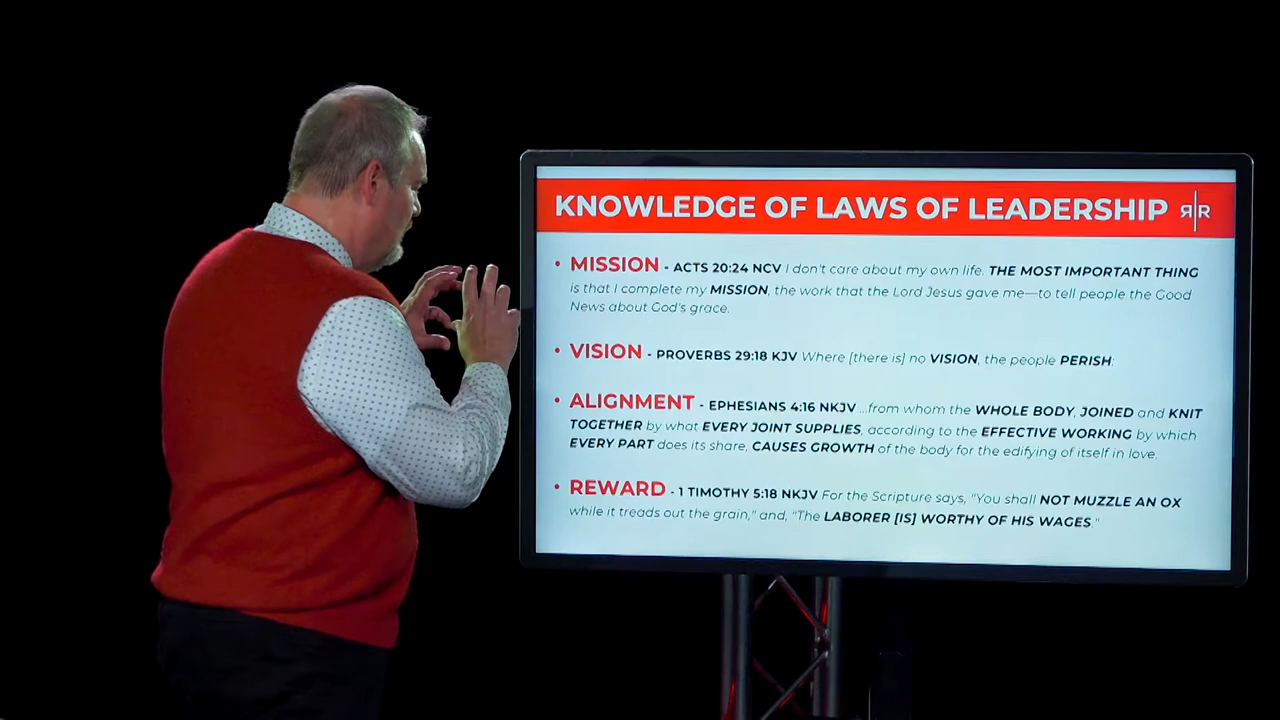 KNOWLEDGE OF LAWS OF LEADERSHIP ЯR
• MISSION - ACTS 20:24 NCV I don't care about my own life. THE MOST IMPORTANT THING
is that I complete my MISSION, the work that the Lord Jesus gave me—to tell people the Good
News about God's grace.
• VISION - PROVERBS 29:18 KJV Where [there is] no VISION, the people PERISH:
• ALIGNMENT - EPHESIANS 4:16 NKJV ...from whom the WHOLE BODY, JOINED and KNIT
TOGETHER by what EVERY JOINT SUPPLIES, according to the EFFECTIVE WORKING by which
EVERY PART does its share, CAUSES GROWTH of the body for the edifying of itself in love.
• REWARD - 1 TIMOTHY 5:18 NKJV For the Scripture says, "You shall NOT MUZZLE AN OX
while it treads out the grain," and, "The LABORER [IS] WORTHY OF HIS WAGES."